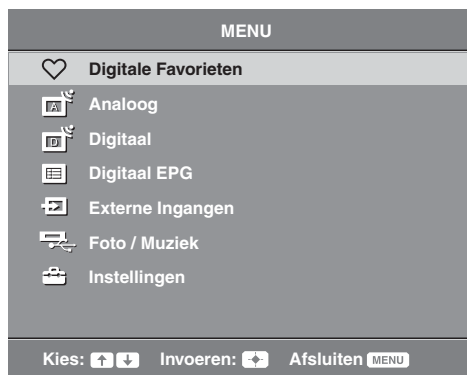 MENU
Digitale Favorieten
A Analoog
D Digitaal
Digitaal EPG
Externe Ingangen
Foto / Muziek
Instellingen
Kies: ↑ ↓ Invoeren: Afsluiten MENU